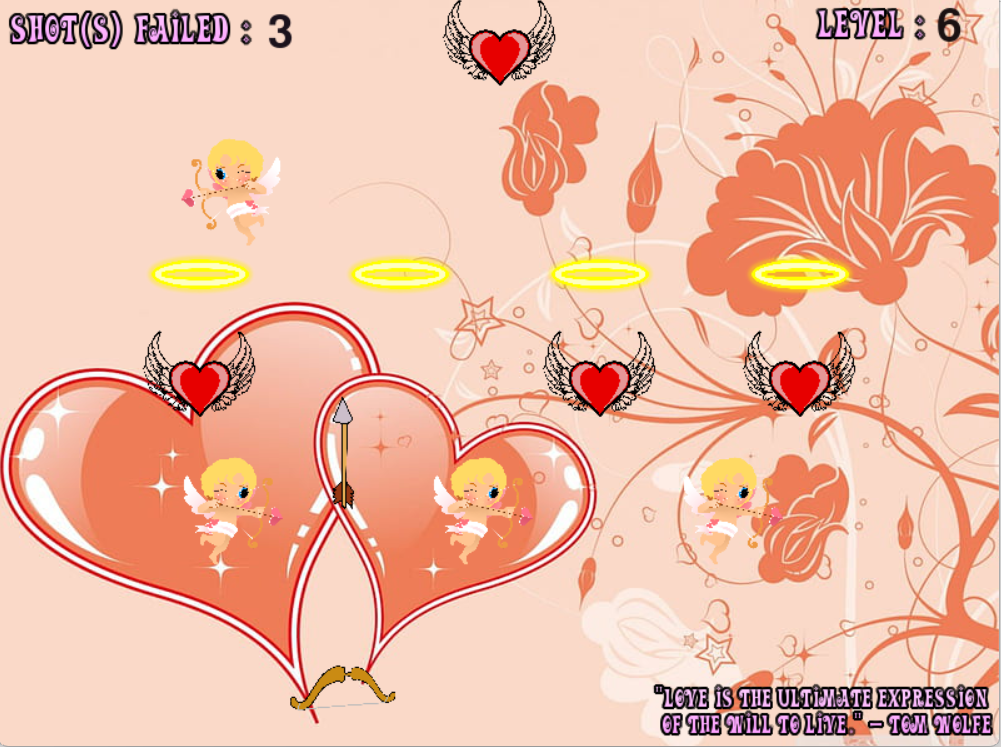 SHOT(S) FAILED : 3
LEVEL : 6
"LOVE IS THE ULTIMATE EXPRESSION
OF THE WILL TO LIVE." – TOM WOLFE